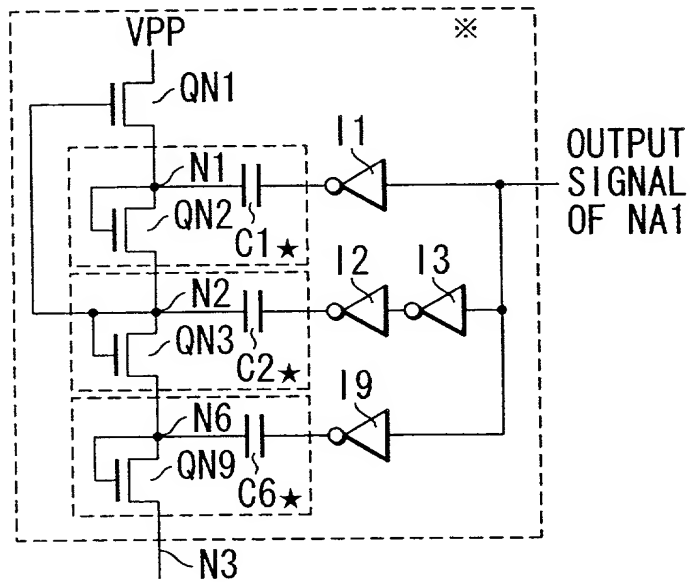 VPP
※
QN1
I1
OUTPUT
SIGNAL
OF NA1
N1
QN2
C1★
I2
I3
N2
QN3
C2★
I9
N6
QN9
C6★
N3